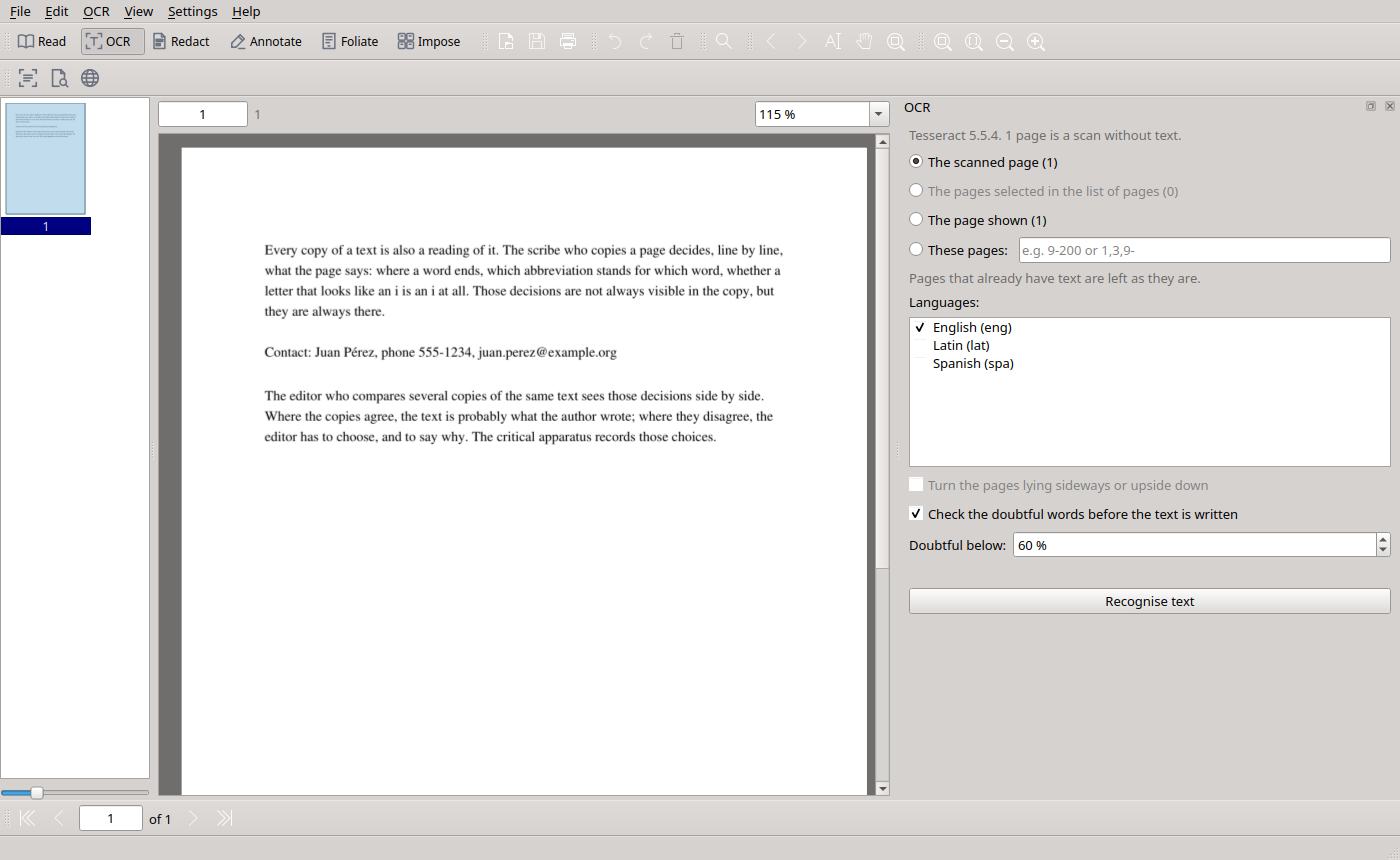 File Edit OCR View Settings Help
Read OCR Redact Annotate Foliate Impose
1 1 115 %
1
Every copy of a text is also a reading of it. The scribe who copies a page decides, line by line,
what the page says: where a word ends, which abbreviation stands for which word, whether a
letter that looks like an i is an i at all. Those decisions are not always visible in the copy, but
they are always there.
Contact: Juan Pérez, phone 555-1234, juan.perez@example.org
The editor who compares several copies of the same text sees those decisions side by side.
Where the copies agree, the text is probably what the author wrote; where they disagree, the
editor has to choose, and to say why. The critical apparatus records those choices.
OCR
Tesseract 5.5.4. 1 page is a scan without text.
The scanned page (1)
The pages selected in the list of pages (0)
The page shown (1)
These pages: e.g. 9-200 or 1,3,9-
Pages that already have text are left as they are.
Languages:
English (eng)
Latin (lat)
Spanish (spa)
Turn the pages lying sideways or upside down
Check the doubtful words before the text is written
Doubtful below: 60 %
Recognise text
1 of 1